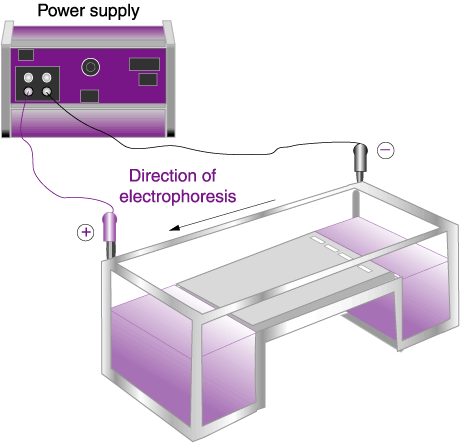 Power supply
−
Direction of
electrophoresis
+